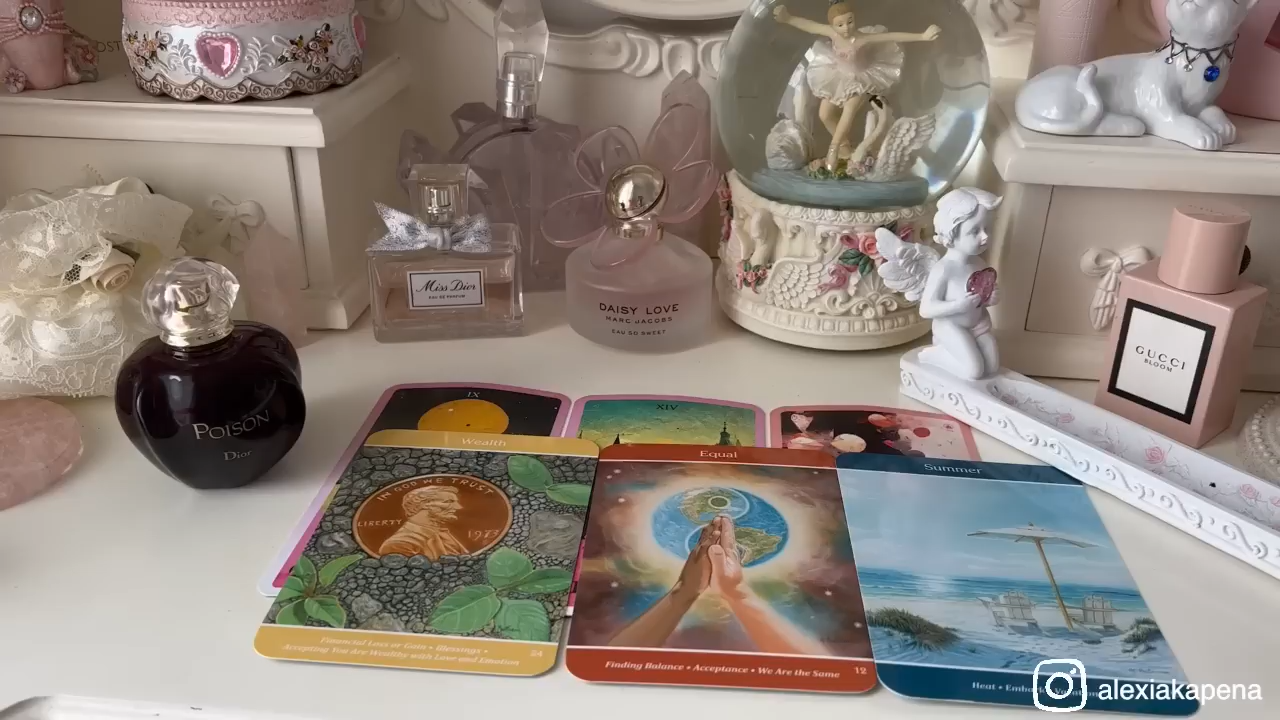 Miss Dior
EAU DE PARFUM
DAISY LOVE
MARC JACOBS
EAU SO SWEET
GUCCI
BLOOM
POISON
Dior
IX
XIV
Wealth
IN GOD WE TRUST
LIBERTY
1973
Financial Loss or Gain • Blessings •
Accepting You Are Wealthy with Love and Emotion
24
Equal
Finding Balance • Acceptance • We Are the Same
12
Summer
Heat •
alexiakapena